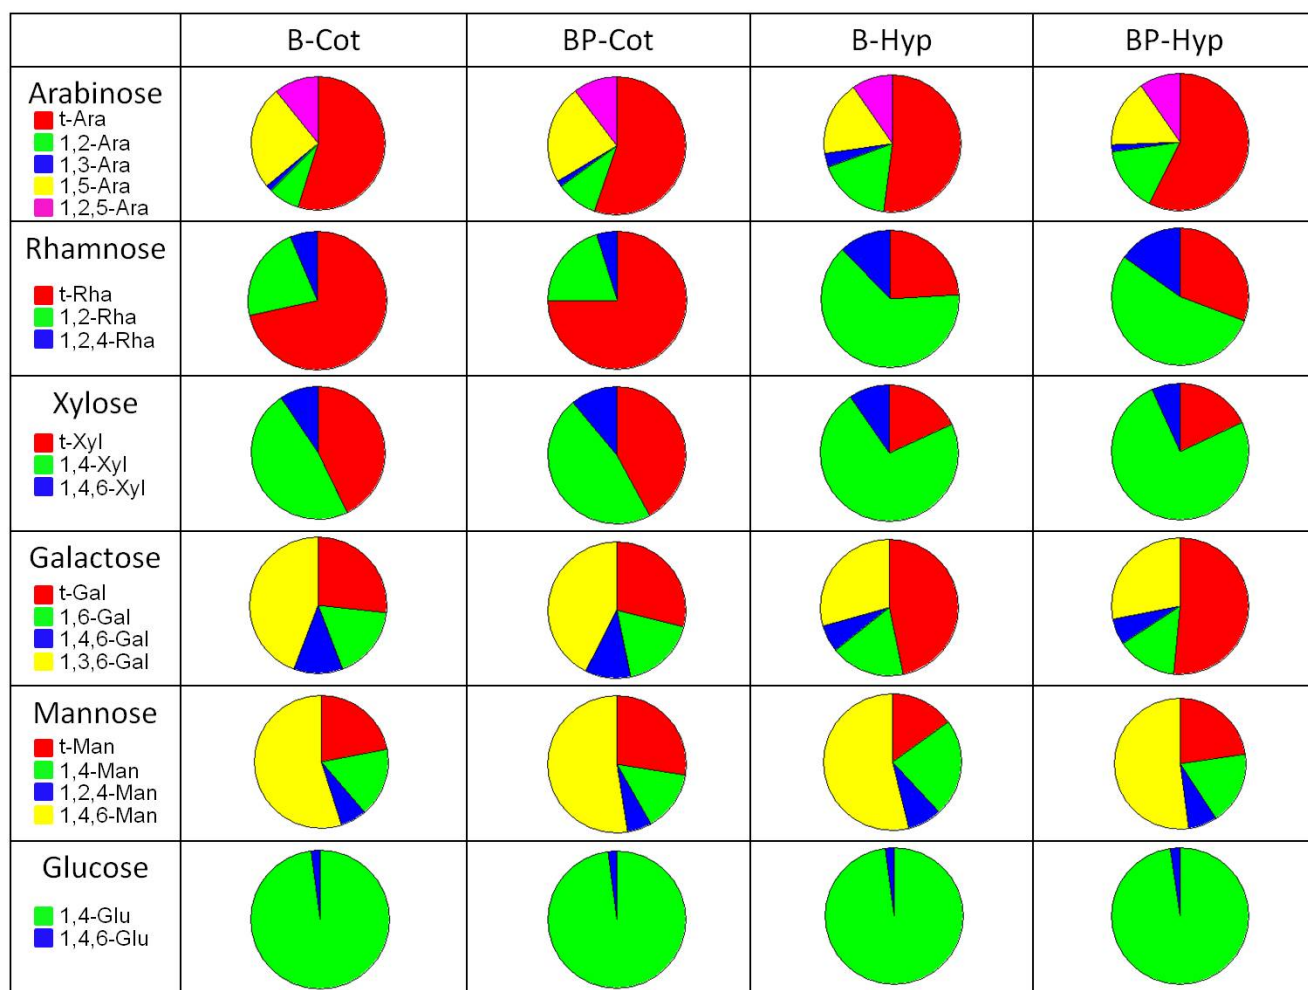 B-Cot BP-Cot B-Hyp BP-Hyp
Arabinose
t-Ara
1,2-Ara
1,3-Ara
1,5-Ara
1,2,5-Ara
Rhamnose
t-Rha
1,2-Rha
1,2,4-Rha
Xylose
t-Xyl
1,4-Xyl
1,4,6-Xyl
Galactose
t-Gal
1,6-Gal
1,4,6-Gal
1,3,6-Gal
Mannose
t-Man
1,4-Man
1,2,4-Man
1,4,6-Man
Glucose
1,4-Glu
1,4,6-Glu